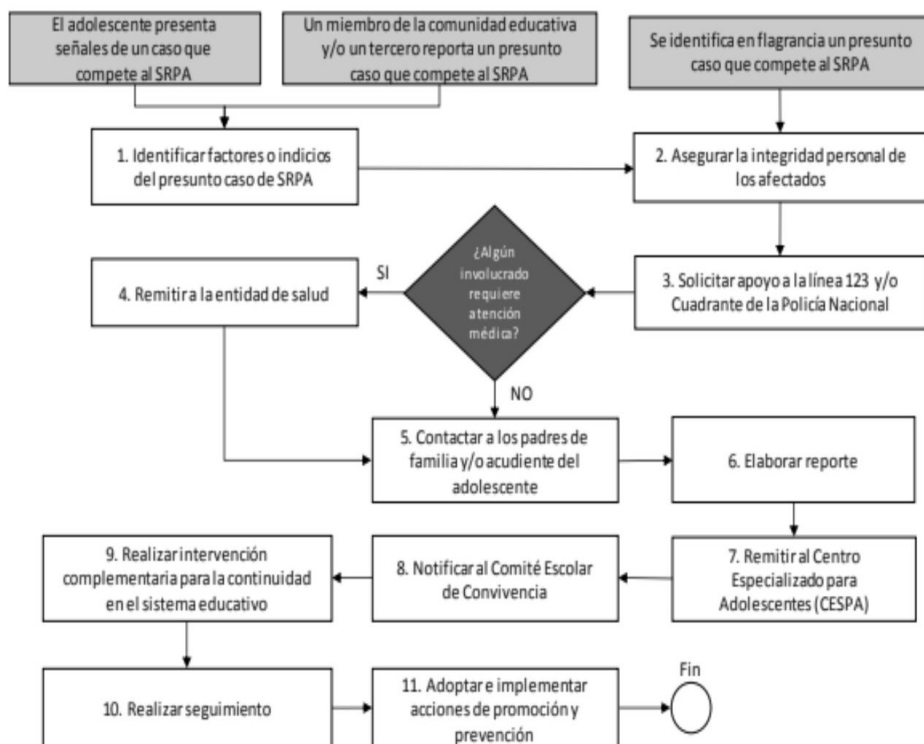 El adolescente presenta
señales de un caso que
compete al SRPA
Un miembro de la comunidad educativa
y/o un tercero reporta un presunto
caso que compete al SRPA
Se identifica en flagrancia un presunto
caso que compete al SRPA
1. Identificar factores o indicios
del presunto caso de SRPA
2. Asegurar la integridad personal de
los afectados
3. Solicitar apoyo a la línea 123 y/o
Cuadrante de la Policía Nacional
¿Algún
involucrado
requiere
atención
médica?
SI
4. Remitir a la entidad de salud
NO
5. Contactar a los padres de
familia y/o acudiente del
adolescente
6. Elaborar reporte
7. Remitir al Centro
Especializado para
Adolescentes (CESPA)
8. Notificar al Comité Escolar
de Convivencia
9. Realizar intervención
complementaria para la continuidad
en el sistema educativo
10. Realizar seguimiento
11. Adoptar e implementar
acciones de promoción y
prevención
Fin